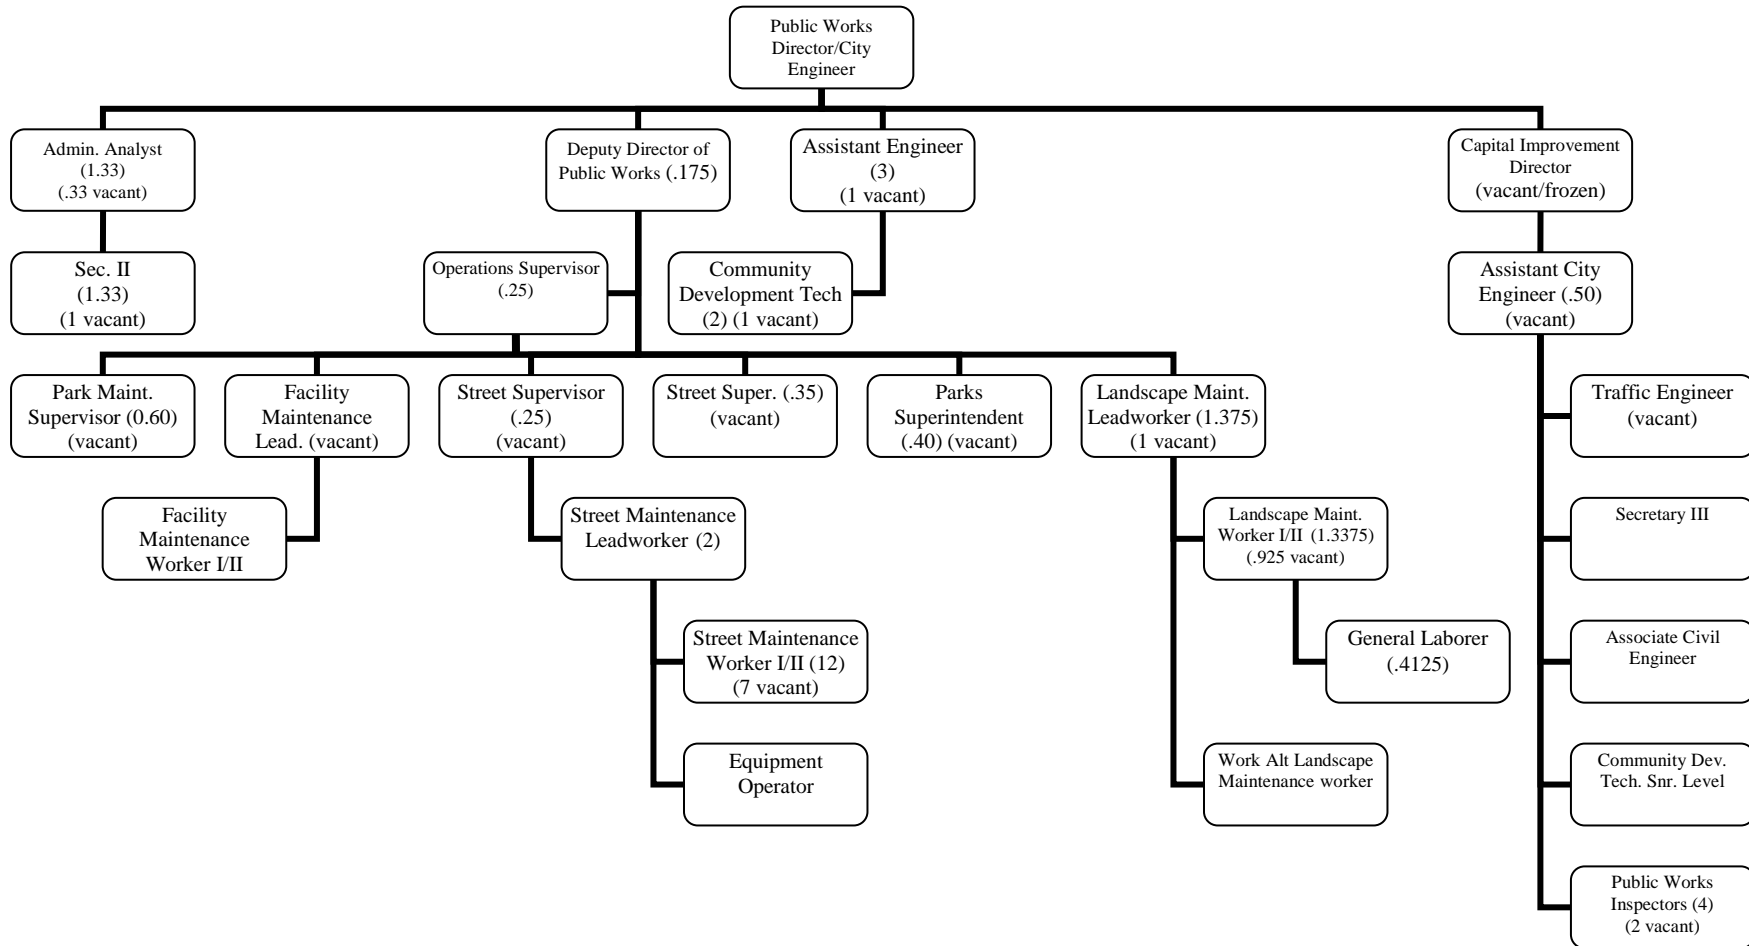 Public Works
Director/City
Engineer
Admin. Analyst
(1.33)
(.33 vacant)
Deputy Director of
Public Works (.175)
Assistant Engineer
(3)
(1 vacant)
Capital Improvement
Director
(vacant/frozen)
Sec. II
(1.33)
(1 vacant)
Operations Supervisor
(.25)
Community
Development Tech
(2) (1 vacant)
Assistant City
Engineer (.50)
(vacant)
Park Maint.
Supervisor (0.60)
(vacant)
Facility
Maintenance
Lead. (vacant)
Street Supervisor
(.25)
(vacant)
Street Super. (.35)
(vacant)
Parks
Superintendent
(.40) (vacant)
Landscape Maint.
Leadworker (1.375)
(1 vacant)
Traffic Engineer
(vacant)
Facility
Maintenance
Worker I/II
Street Maintenance
Leadworker (2)
Landscape Maint.
Worker I/II (1.3375)
(.925 vacant)
Secretary III
Street Maintenance
Worker I/II (12)
(7 vacant)
General Laborer
(.4125)
Associate Civil
Engineer
Equipment
Operator
Work Alt Landscape
Maintenance worker
Community Dev.
Tech. Snr. Level
Public Works
Inspectors (4)
(2 vacant)